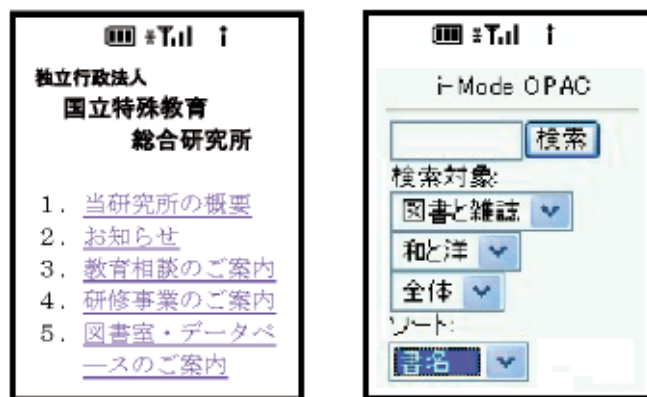 独立行政法人
国立特殊教育
総合研究所
1. 当研究所の概要
2. お知らせ
3. 教育相談のご案内
4. 研修事業のご案内
5. 図書室・データベ
ースのご案内
i-Mode OPAC
検索
検索対象:
図書と雑誌
和と洋
全体
ソート:
書名